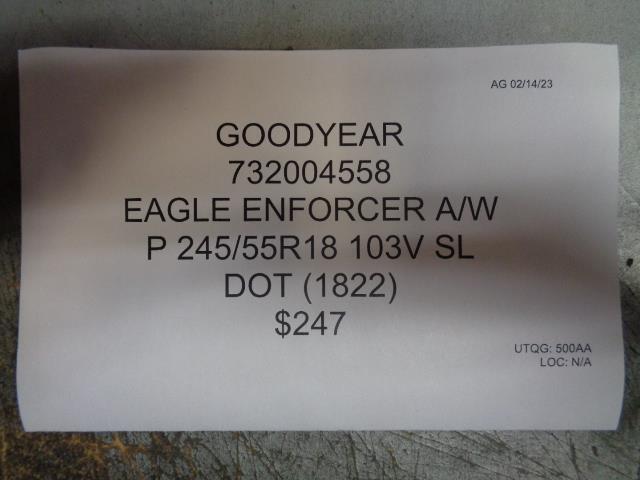 AG 02/14/23
GOODYEAR
732004558
EAGLE ENFORCER A/W
P 245/55R18 103V SL
DOT (1822)
$247
UTQG: 500AA
LOC: N/A